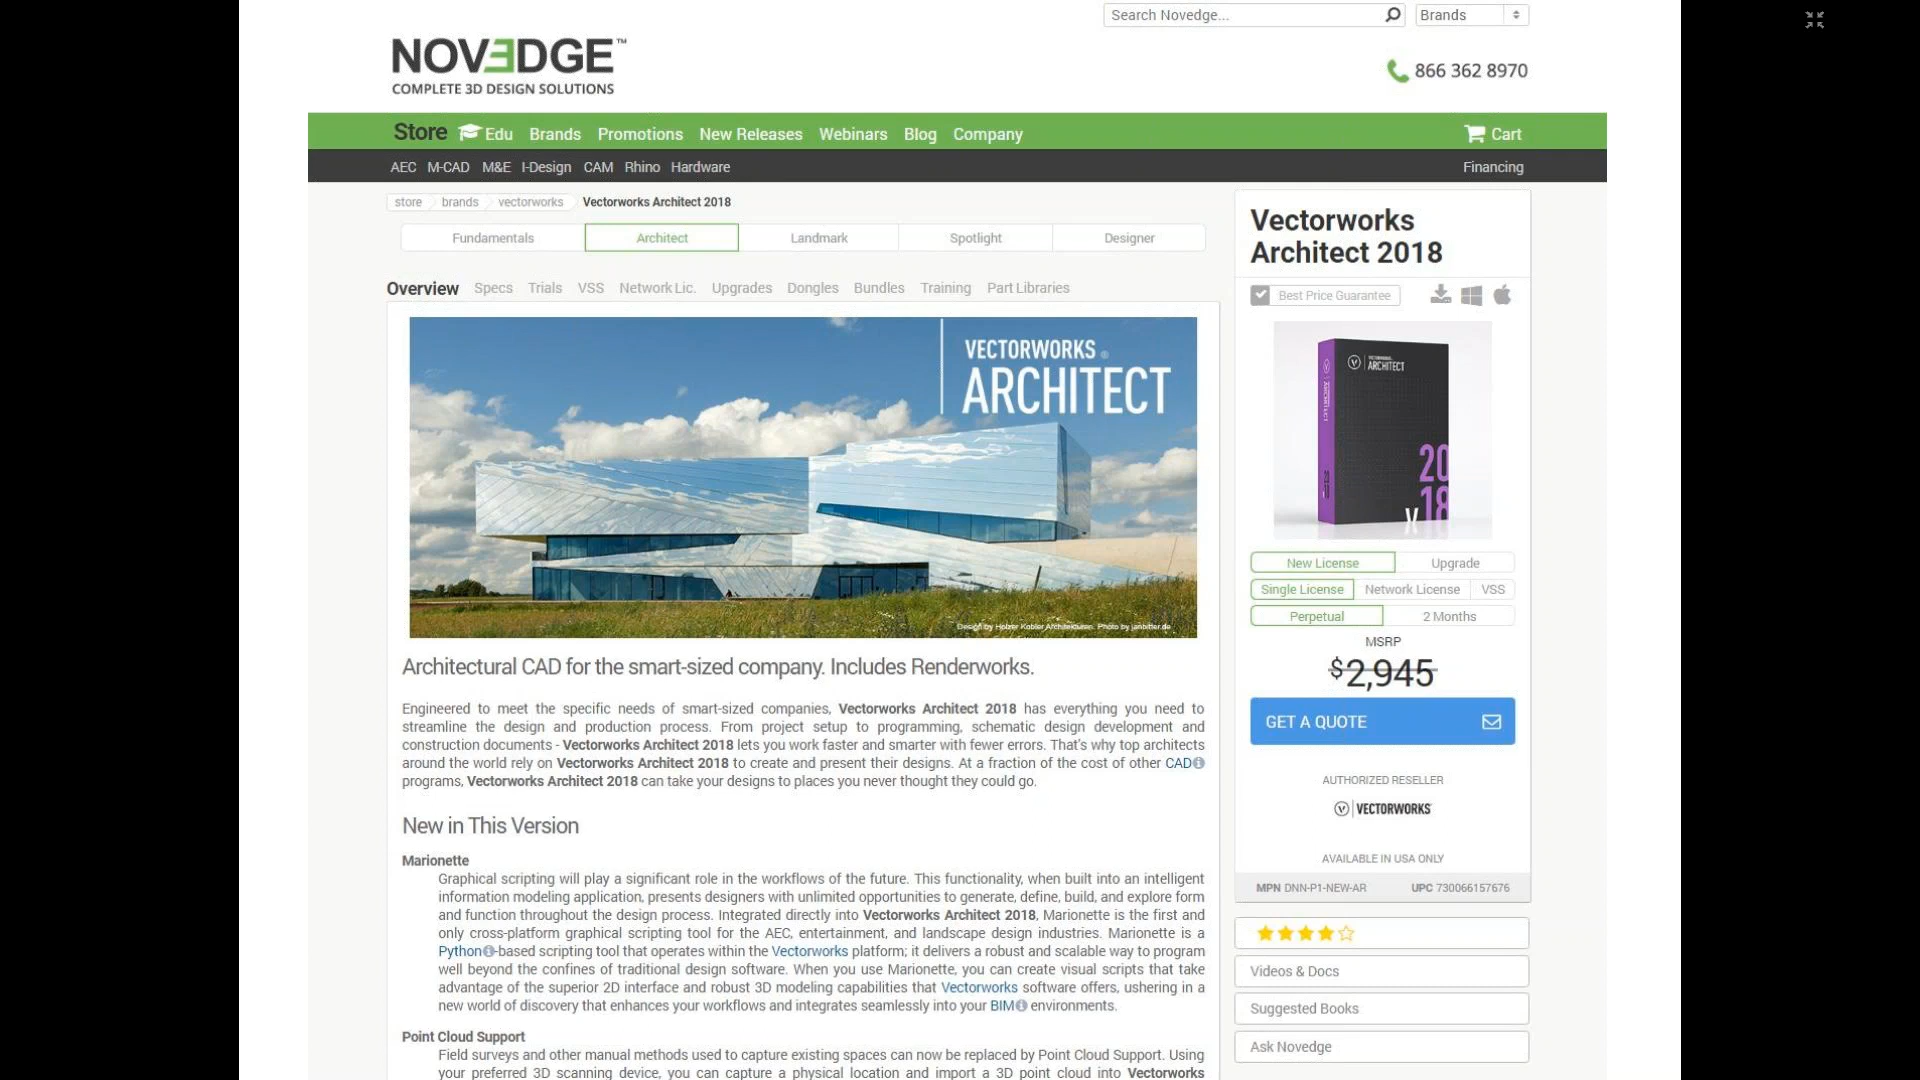 Search Novedge...
Brands
NOVEDGE™
COMPLETE 3D DESIGN SOLUTIONS
866 362 8970
Store Edu Brands Promotions New Releases Webinars Blog Company Cart
AEC M-CAD M&E I-Design CAM Rhino Hardware Financing
store brands vectorworks Vectorworks Architect 2018
Fundamentals Architect Landmark Spotlight Designer
Overview Specs Trials VSS Network Lic. Upgrades Dongles Bundles Training Part Libraries
VECTORWORKS®
ARCHITECT
Design by Holzer Kobler Architekturen. Photo by janbitter.de
Architectural CAD for the smart-sized company. Includes Renderworks.
Engineered to meet the specific needs of smart-sized companies, Vectorworks Architect 2018 has everything you need to
streamline the design and production process. From project setup to programming, schematic design development and
construction documents - Vectorworks Architect 2018 lets you work faster and smarter with fewer errors. That's why top architects
around the world rely on Vectorworks Architect 2018 to create and present their designs. At a fraction of the cost of other CAD
programs, Vectorworks Architect 2018 can take your designs to places you never thought they could go.
New in This Version
Marionette
Graphical scripting will play a significant role in the workflows of the future. This functionality, when built into an intelligent
information modeling application, presents designers with unlimited opportunities to generate, define, build, and explore form
and function throughout the design process. Integrated directly into Vectorworks Architect 2018, Marionette is the first and
only cross-platform graphical scripting tool for the AEC, entertainment, and landscape design industries. Marionette is a
Python-based scripting tool that operates within the Vectorworks platform; it delivers a robust and scalable way to program
well beyond the confines of traditional design software. When you use Marionette, you can create visual scripts that take
advantage of the superior 2D interface and robust 3D modeling capabilities that Vectorworks software offers, ushering in a
new world of discovery that enhances your workflows and integrates seamlessly into your BIM environments.
Point Cloud Support
Field surveys and other manual methods used to capture existing spaces can now be replaced by Point Cloud Support. Using
your preferred 3D scanning device, you can capture a physical location and import a 3D point cloud into Vectorworks
Vectorworks
Architect 2018
Best Price Guarantee
ARCHITECT
20
18
New License Upgrade
Single License Network License VSS
Perpetual 2 Months
MSRP
$2,945
GET A QUOTE
AUTHORIZED RESELLER
VECTORWORKS
AVAILABLE IN USA ONLY
MPN DNN-P1-NEW-AR UPC 730066157676
Videos & Docs
Suggested Books
Ask Novedge